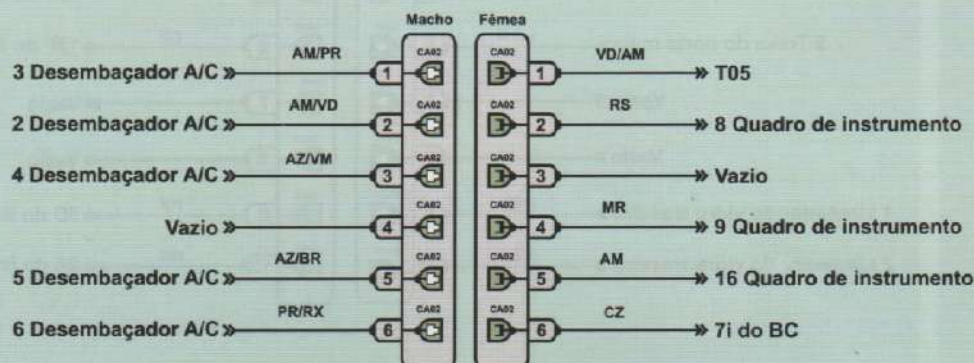 Macho Fêmea
3 Desembaçador A/C AM/PR 1 CA02 CA02 1 VD/AM T05
2 Desembaçador A/C AM/VD 2 CA02 CA02 2 RS 8 Quadro de instrumento
4 Desembaçador A/C AZ/VM 3 CA02 CA02 3 Vazio
Vazio 4 CA02 CA02 4 MR 9 Quadro de instrumento
5 Desembaçador A/C AZ/BR 5 CA02 CA02 5 AM 16 Quadro de instrumento
6 Desembaçador A/C PR/RX 6 CA02 CA02 6 CZ 7i do BC